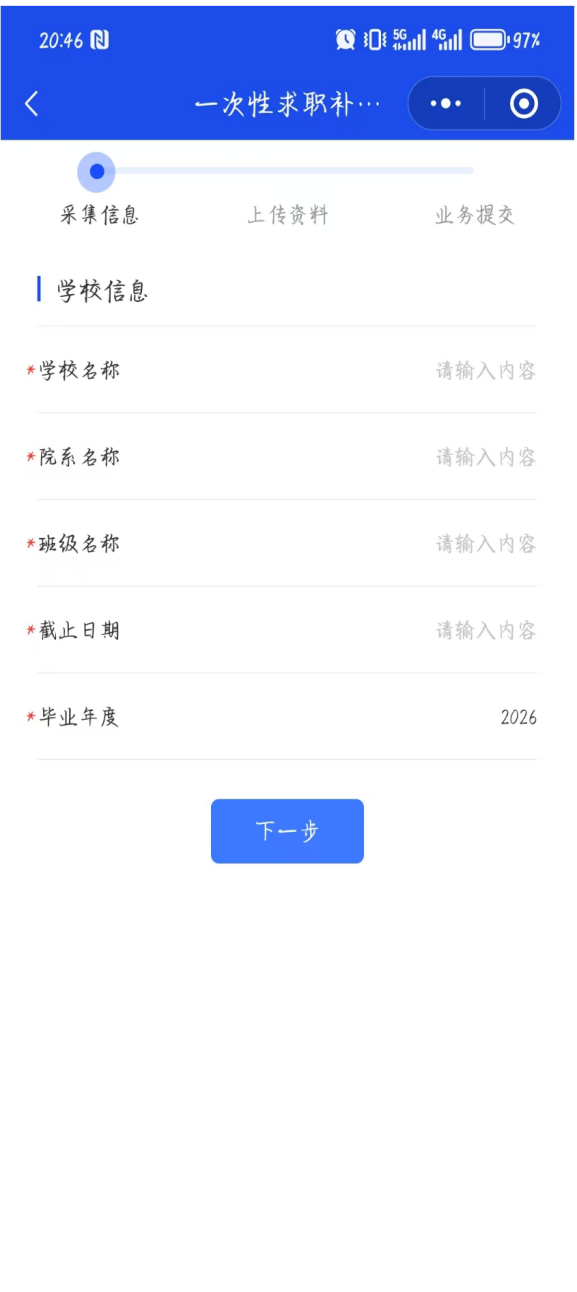 20:46 5G 4G 97%
一次性求职补…
采集信息 上传资料 业务提交
学校信息
*学校名称 请输入内容
*院系名称 请输入内容
*班级名称 请输入内容
*截止日期 请输入内容
*毕业年度 2026
下一步